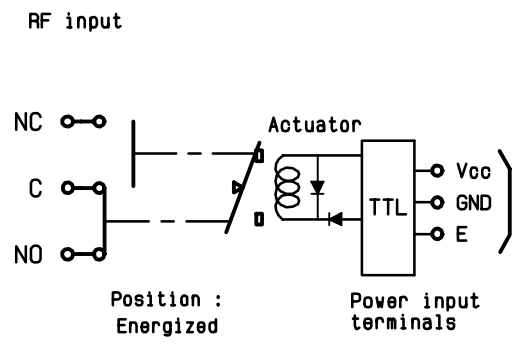 RF input
NC
Actuator
Vcc
C
TTL
GND
E
NO
Position :
Energized
Power input
terminals